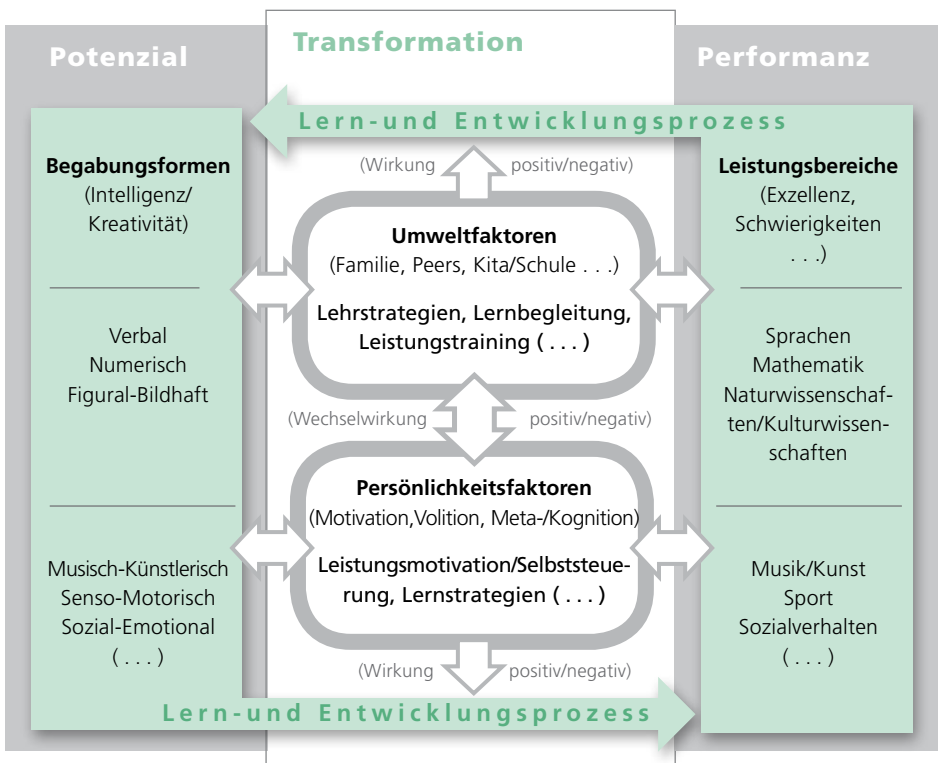 Potenzial
Transformation
Performanz
Lern-und Entwicklungsprozess
Begabungsformen
(Intelligenz/
Kreativität)
Verbal
Numerisch
Figural-Bildhaft
Musisch-Künstlerisch
Senso-Motorisch
Sozial-Emotional
( . . . )
(Wirkung positiv/negativ)
Umweltfaktoren
(Familie, Peers, Kita/Schule . . .)
Lehrstrategien, Lernbegleitung,
Leistungstraining ( . . . )
(Wechselwirkung positiv/negativ)
Persönlichkeitsfaktoren
(Motivation,Volition, Meta-/Kognition)
Leistungsmotivation/Selbststeue-
rung, Lernstrategien ( . . . )
(Wirkung positiv/negativ)
Leistungsbereiche
(Exzellenz,
Schwierigkeiten
. . .)
Sprachen
Mathematik
Naturwissenschaf-
ten/Kulturwissen-
schaften
Musik/Kunst
Sport
Sozialverhalten
( . . . )
Lern-und Entwicklungsprozess